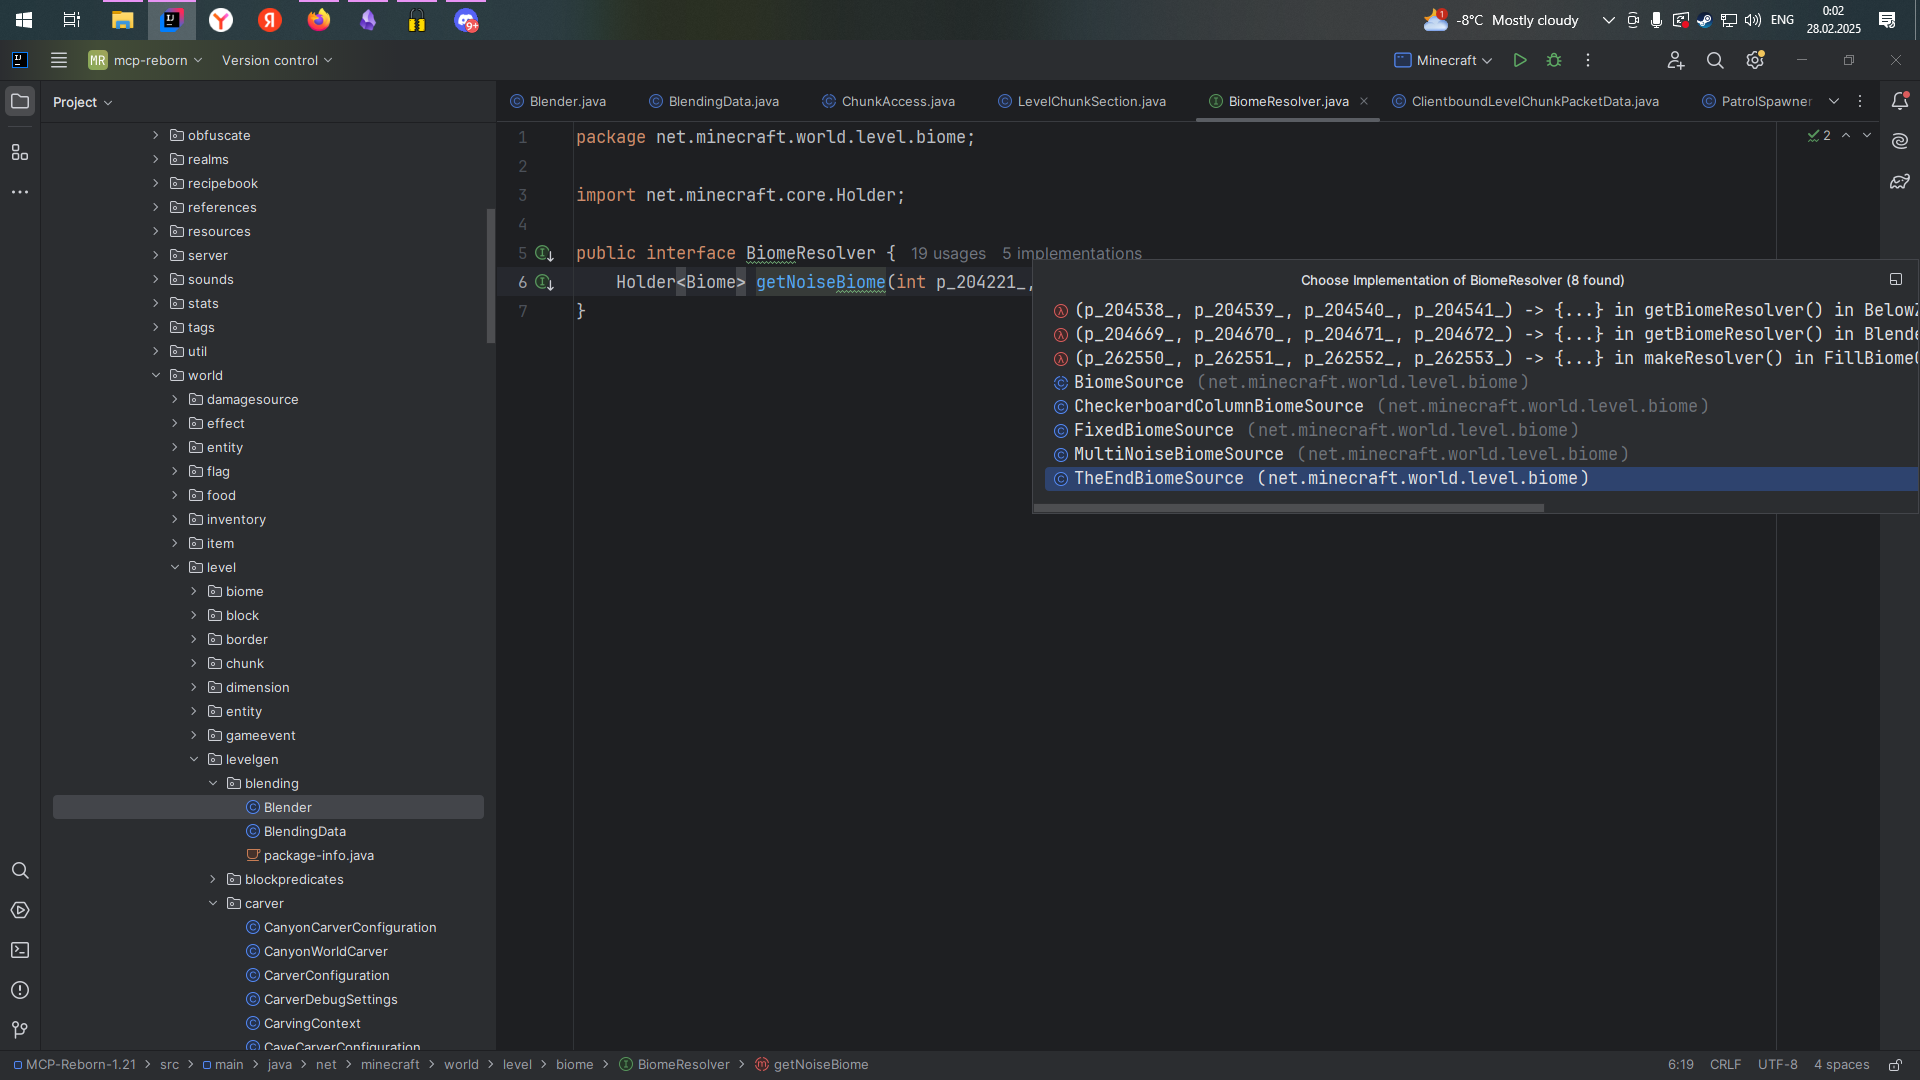 -8°C Mostly cloudy
ENG
0:02
28.02.2025
MR mcp-reborn
Version control
Minecraft
Project
Blender.java
BlendingData.java
ChunkAccess.java
LevelChunkSection.java
BiomeResolver.java
ClientboundLevelChunkPacketData.java
PatrolSpawner
obfuscate
realms
recipebook
references
resources
server
sounds
stats
tags
util
world
damagesource
effect
entity
flag
food
inventory
item
level
biome
block
border
chunk
dimension
entity
gameevent
levelgen
blending
Blender
BlendingData
package-info.java
blockpredicates
carver
CanyonCarverConfiguration
CanyonWorldCarver
CarverConfiguration
CarverDebugSettings
CarvingContext
CaveCarverConfiguration
2
1 package net.minecraft.world.level.biome;
2
3 import net.minecraft.core.Holder;
4
5 public interface BiomeResolver { 19 usages 5 implementations
6 Holder<Biome> getNoiseBiome(int p_204221_,
7 }
Choose Implementation of BiomeResolver (8 found)
(p_204538_, p_204539_, p_204540_, p_204541_) -> {...} in getBiomeResolver() in Below
(p_204669_, p_204670_, p_204671_, p_204672_) -> {...} in getBiomeResolver() in Blende
(p_262550_, p_262551_, p_262552_, p_262553_) -> {...} in makeResolver() in FillBiome
BiomeSource (net.minecraft.world.level.biome)
CheckerboardColumnBiomeSource (net.minecraft.world.level.biome)
FixedBiomeSource (net.minecraft.world.level.biome)
MultiNoiseBiomeSource (net.minecraft.world.level.biome)
TheEndBiomeSource (net.minecraft.world.level.biome)
MCP-Reborn-1.21 > src > main > java > net > minecraft > world > level > biome > BiomeResolver > getNoiseBiome
6:19 CRLF UTF-8 4 spaces